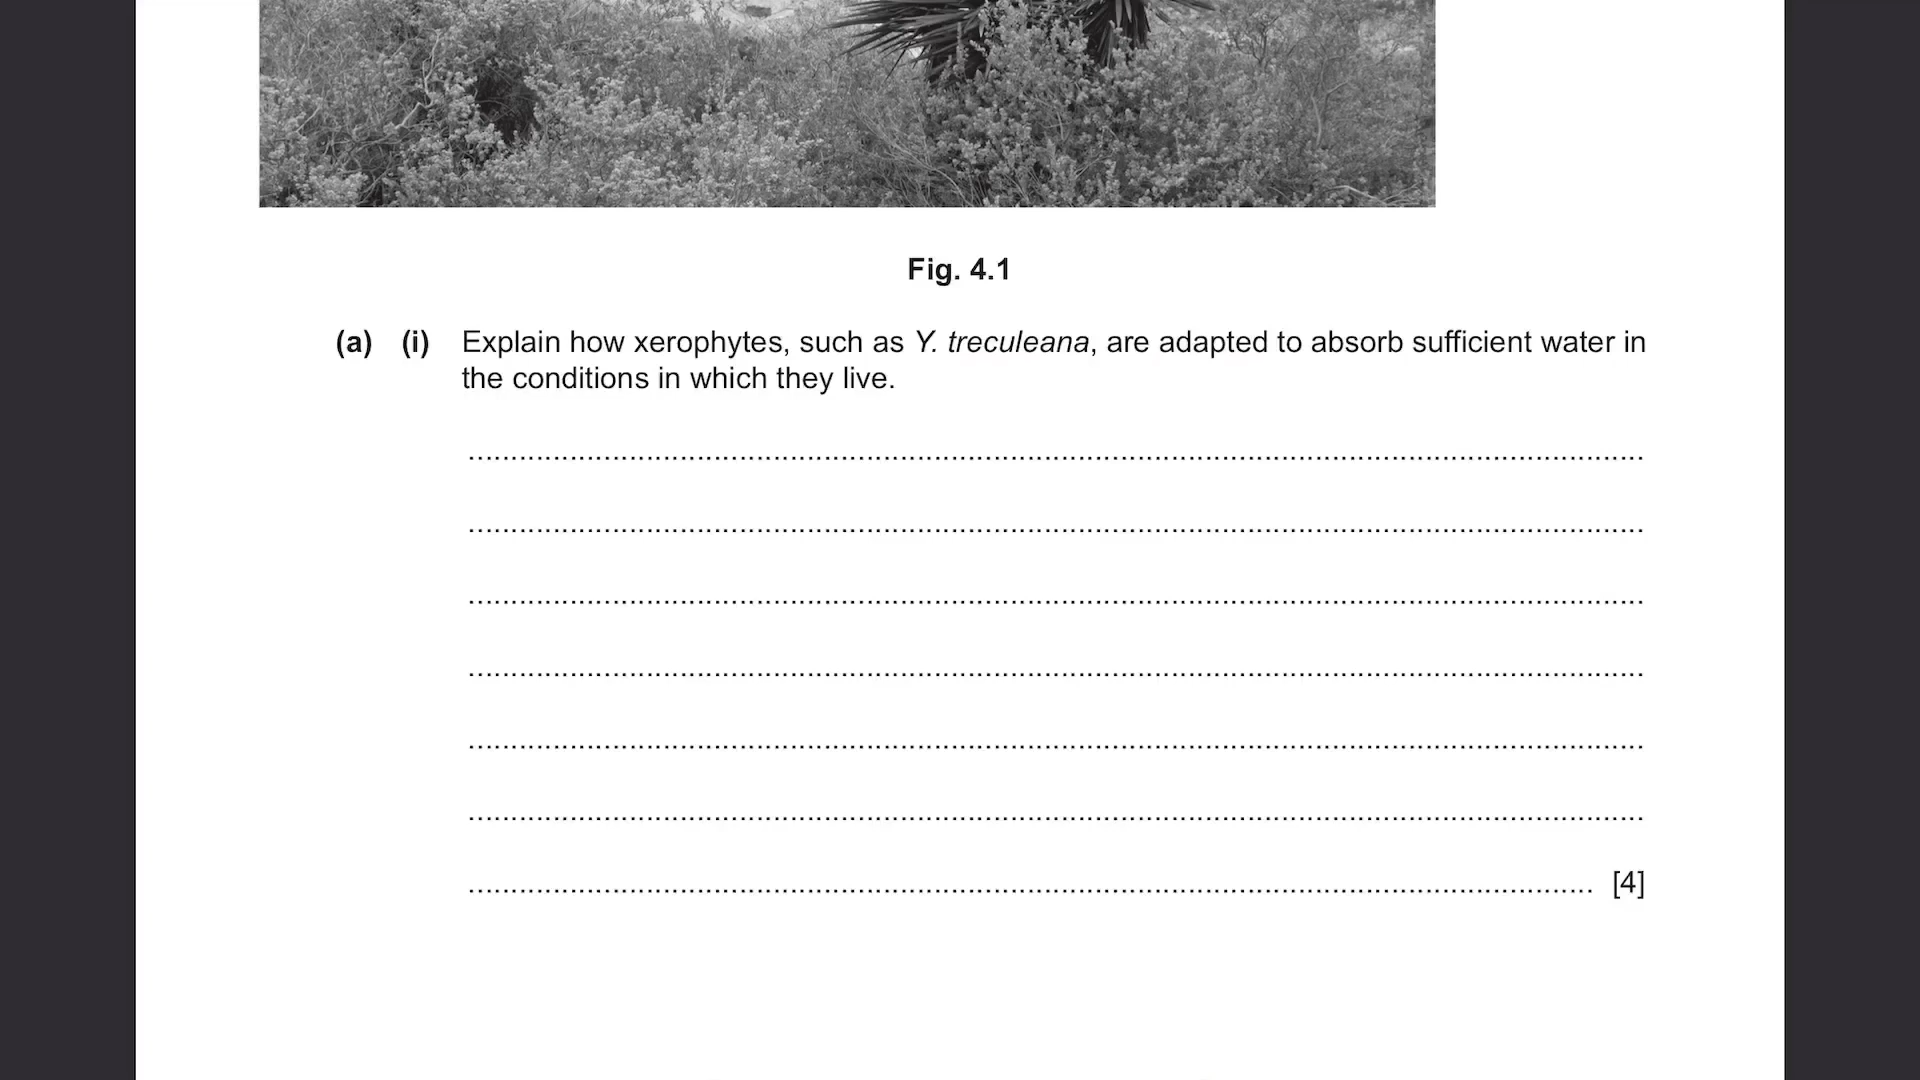 Fig. 4.1
(a) (i) Explain how xerophytes, such as Y. treculeana, are adapted to absorb sufficient water in
the conditions in which they live.
[4]